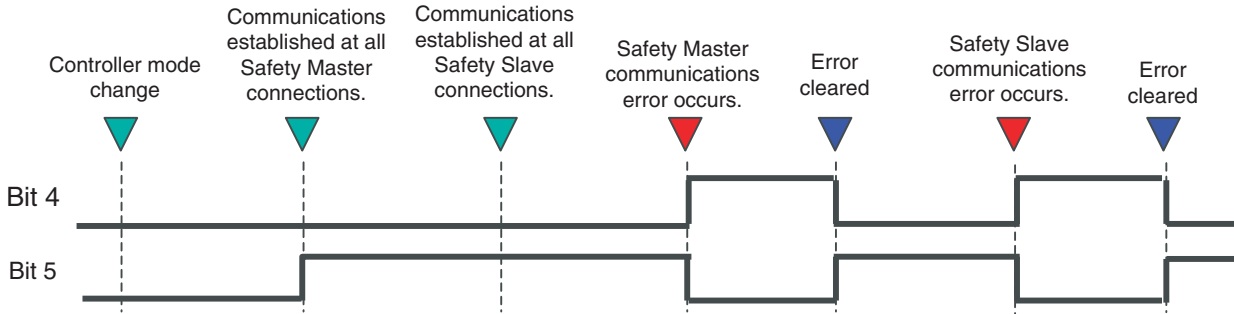 Controller mode
change
Communications
established at all
Safety Master
connections.
Communications
established at all
Safety Slave
connections.
Safety Master
communications
error occurs.
Error
cleared
Safety Slave
communications
error occurs.
Error
cleared
Bit 4
Bit 5